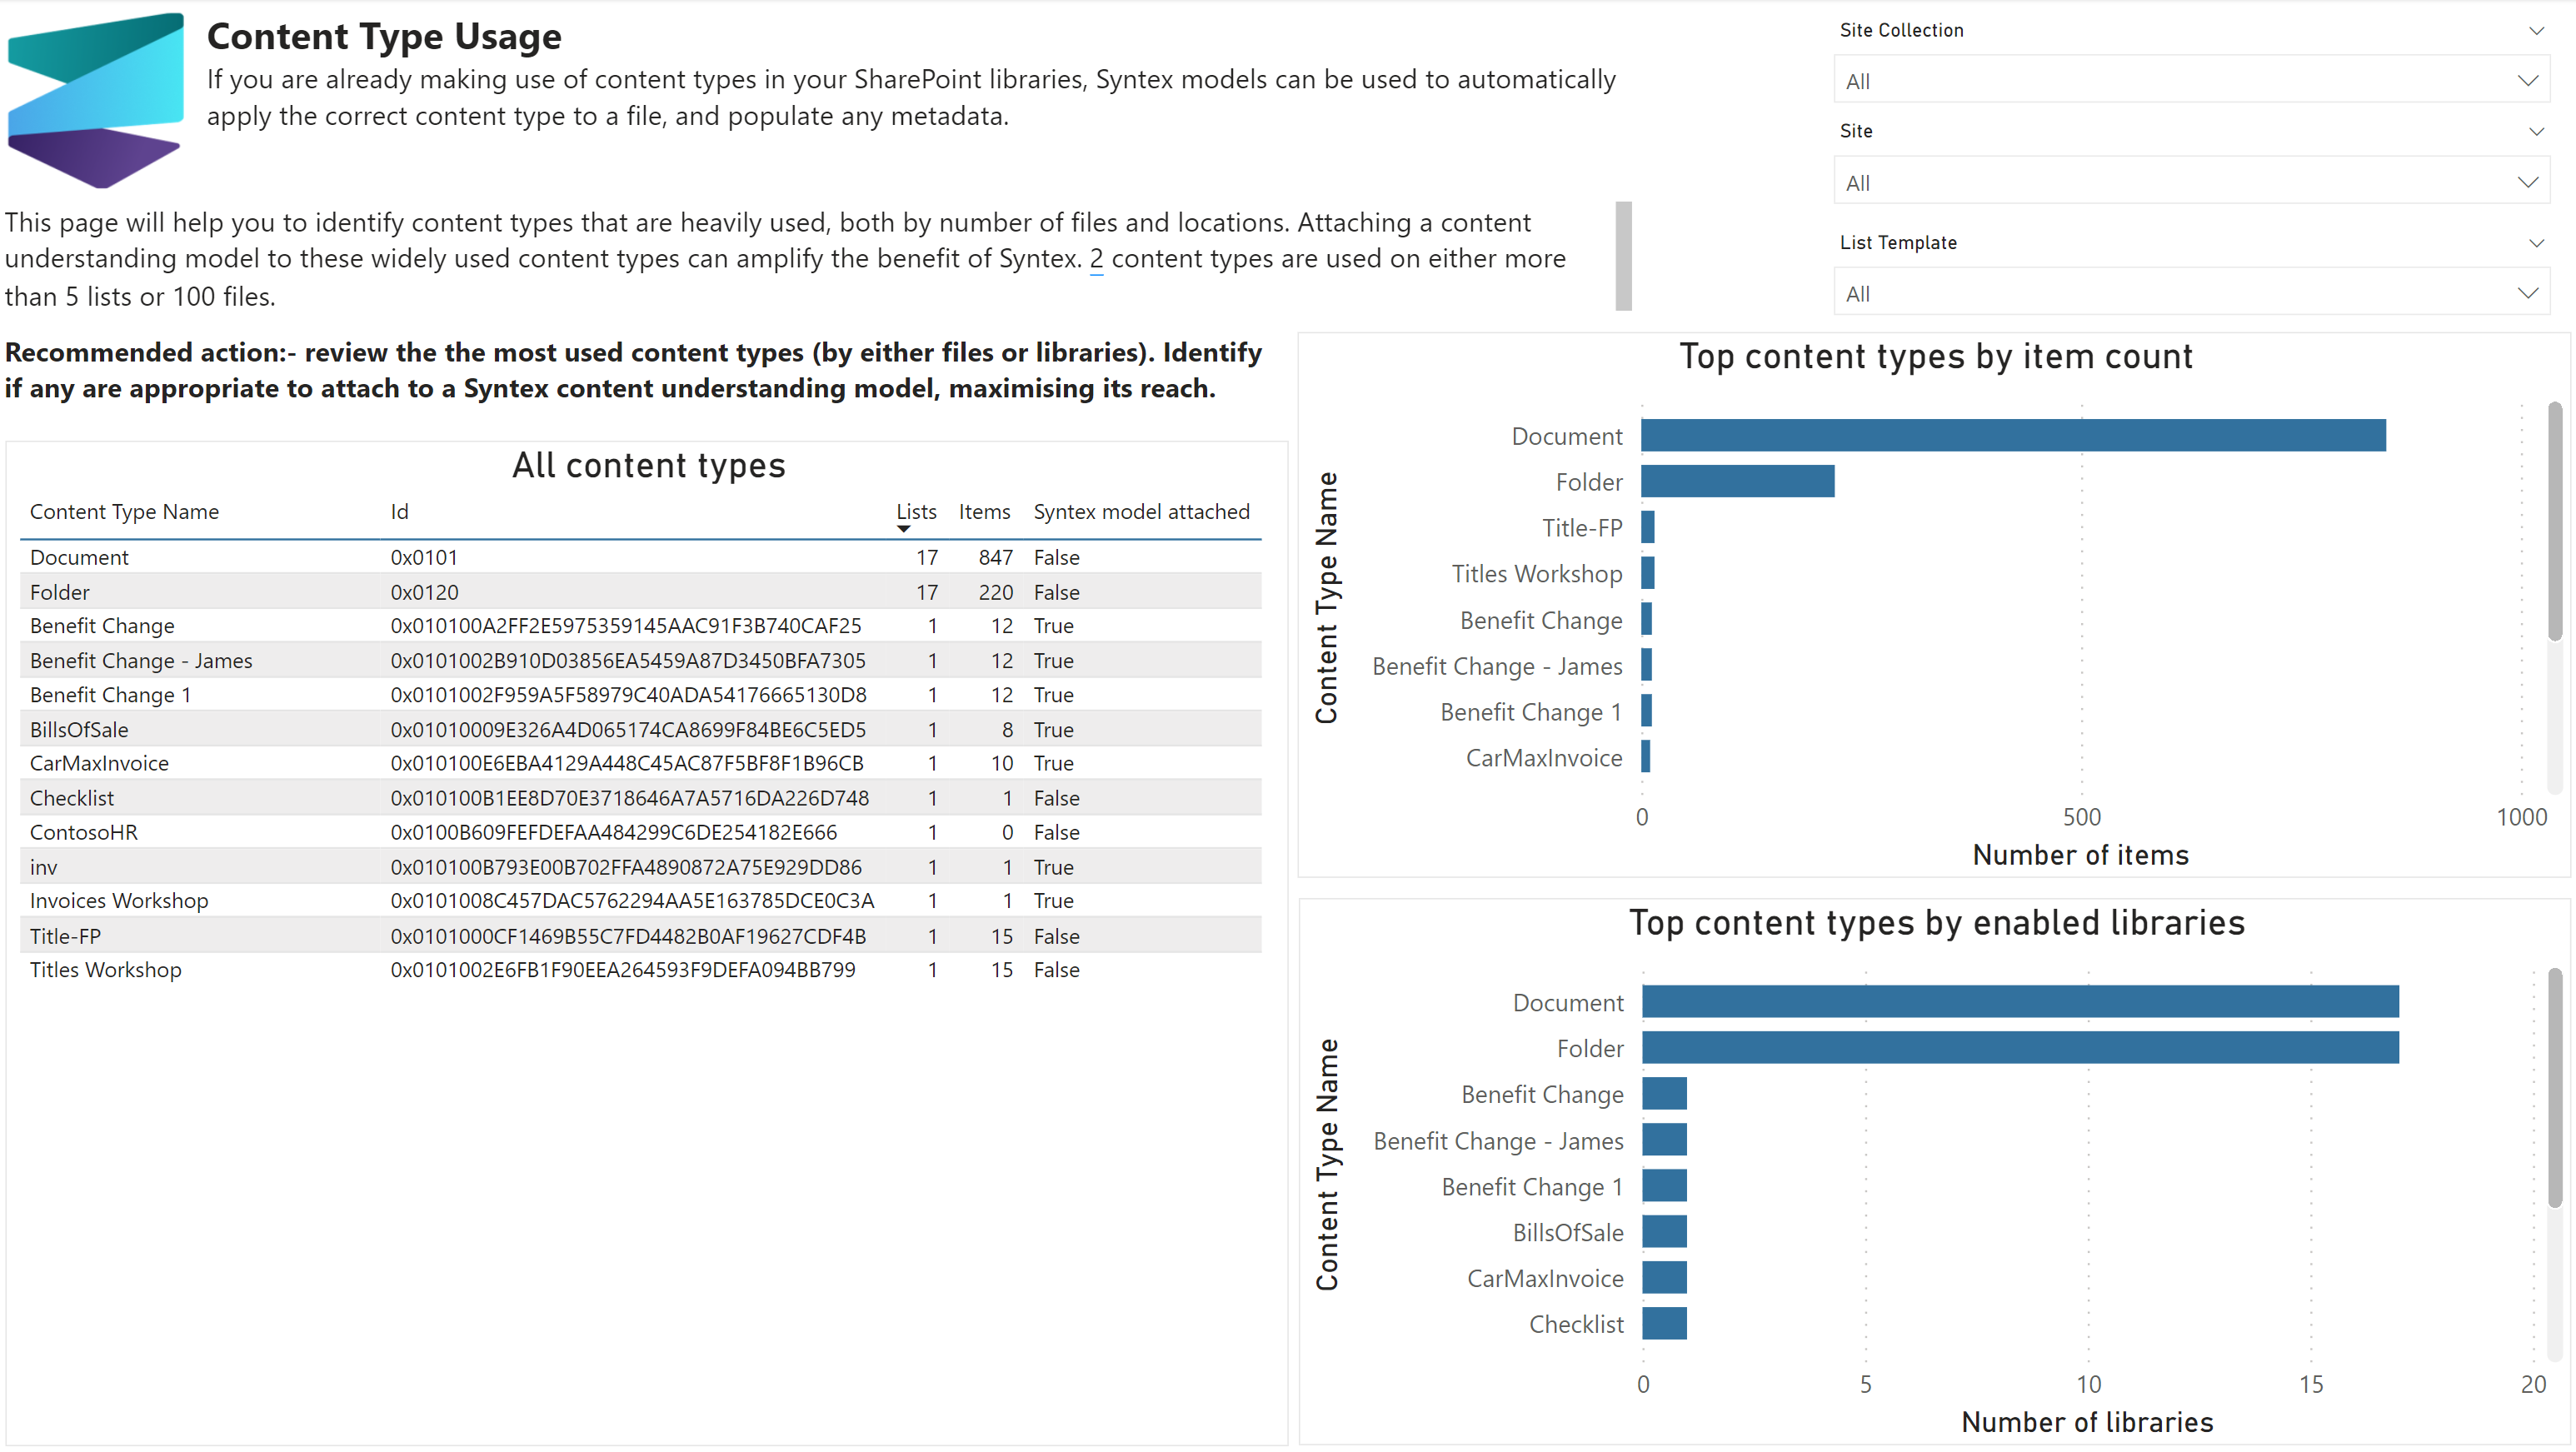 Content Type Usage
If you are already making use of content types in your SharePoint libraries, Syntex models can be used to automatically
apply the correct content type to a file, and populate any metadata.
Site Collection
All
Site
All
List Template
All
This page will help you to identify content types that are heavily used, both by number of files and locations. Attaching a content
understanding model to these widely used content types can amplify the benefit of Syntex. 2 content types are used on either more
than 5 lists or 100 files.
Recommended action:- review the the most used content types (by either files or libraries). Identify
if any are appropriate to attach to a Syntex content understanding model, maximising its reach.
All content types
Content Type Name Id Lists Items Syntex model attached
Document 0x0101 17 847 False
Folder 0x0120 17 220 False
Benefit Change 0x010100A2FF2E5975359145AAC91F3B740CAF25 1 12 True
Benefit Change - James 0x0101002B910D03856EA5459A87D3450BFA7305 1 12 True
Benefit Change 1 0x0101002F959A5F58979C40ADA54176665130D8 1 12 True
BillsOfSale 0x01010009E326A4D065174CA8699F84BE6C5ED5 1 8 True
CarMaxInvoice 0x010100E6EBA4129A448C45AC87F5BF8F1B96CB 1 10 True
Checklist 0x010100B1EE8D70E3718646A7A5716DA226D748 1 1 False
ContosoHR 0x0100B609FEFDEFAA484299C6DE254182E666 1 0 False
inv 0x010100B793E00B702FFA4890872A75E929DD86 1 1 True
Invoices Workshop 0x0101008C457DAC5762294AA5E163785DCE0C3A 1 1 True
Title-FP 0x0101000CF1469B55C7FD4482B0AF19627CDF4B 1 15 False
Titles Workshop 0x0101002E6FB1F90EEA264593F9DEFA094BB799 1 15 False
Top content types by item count
Content Type Name
Document
Folder
Title-FP
Titles Workshop
Benefit Change
Benefit Change - James
Benefit Change 1
CarMaxInvoice
0 500 1000
Number of items
Top content types by enabled libraries
Content Type Name
Document
Folder
Benefit Change
Benefit Change - James
Benefit Change 1
BillsOfSale
CarMaxInvoice
Checklist
0 5 10 15 20
Number of libraries